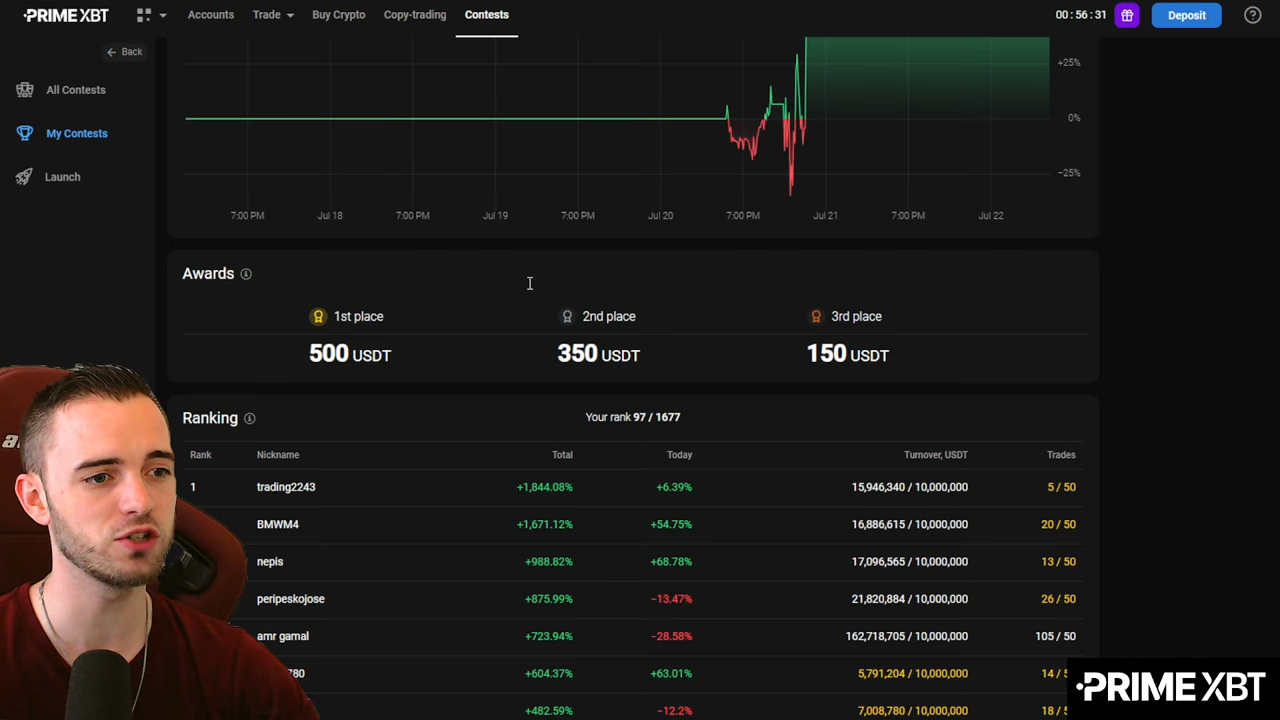 PRIME XBT
Accounts
Trade
Buy Crypto
Copy-trading
Contests
00:56:31
Deposit
Back
All Contests
My Contests
Launch
+25%
0%
−25%
7:00 PM
Jul 18
7:00 PM
Jul 19
7:00 PM
Jul 20
7:00 PM
Jul 21
7:00 PM
Jul 22
Awards
1st place
2nd place
3rd place
500 USDT
350 USDT
150 USDT
Ranking
Your rank 97 / 1677
Rank Nickname Total Today Turnover, USDT Trades
1 trading2243 +1,844.08% +6.39% 15,946,340 / 10,000,000 5 / 50
BMWM4 +1,671.12% +54.75% 16,886,615 / 10,000,000 20 / 50
nepis +988.82% +68.78% 17,096,565 / 10,000,000 13 / 50
peripeskojose +875.99% −13.47% 21,820,884 / 10,000,000 26 / 50
amr gamal +723.94% −28.58% 162,718,705 / 10,000,000 105 / 50
780 +604.37% +63.01% 5,791,204 / 10,000,000 14 /
+482.59% −12.2% 7,008,780 / 10,000,000 18 /
PRIME XBT